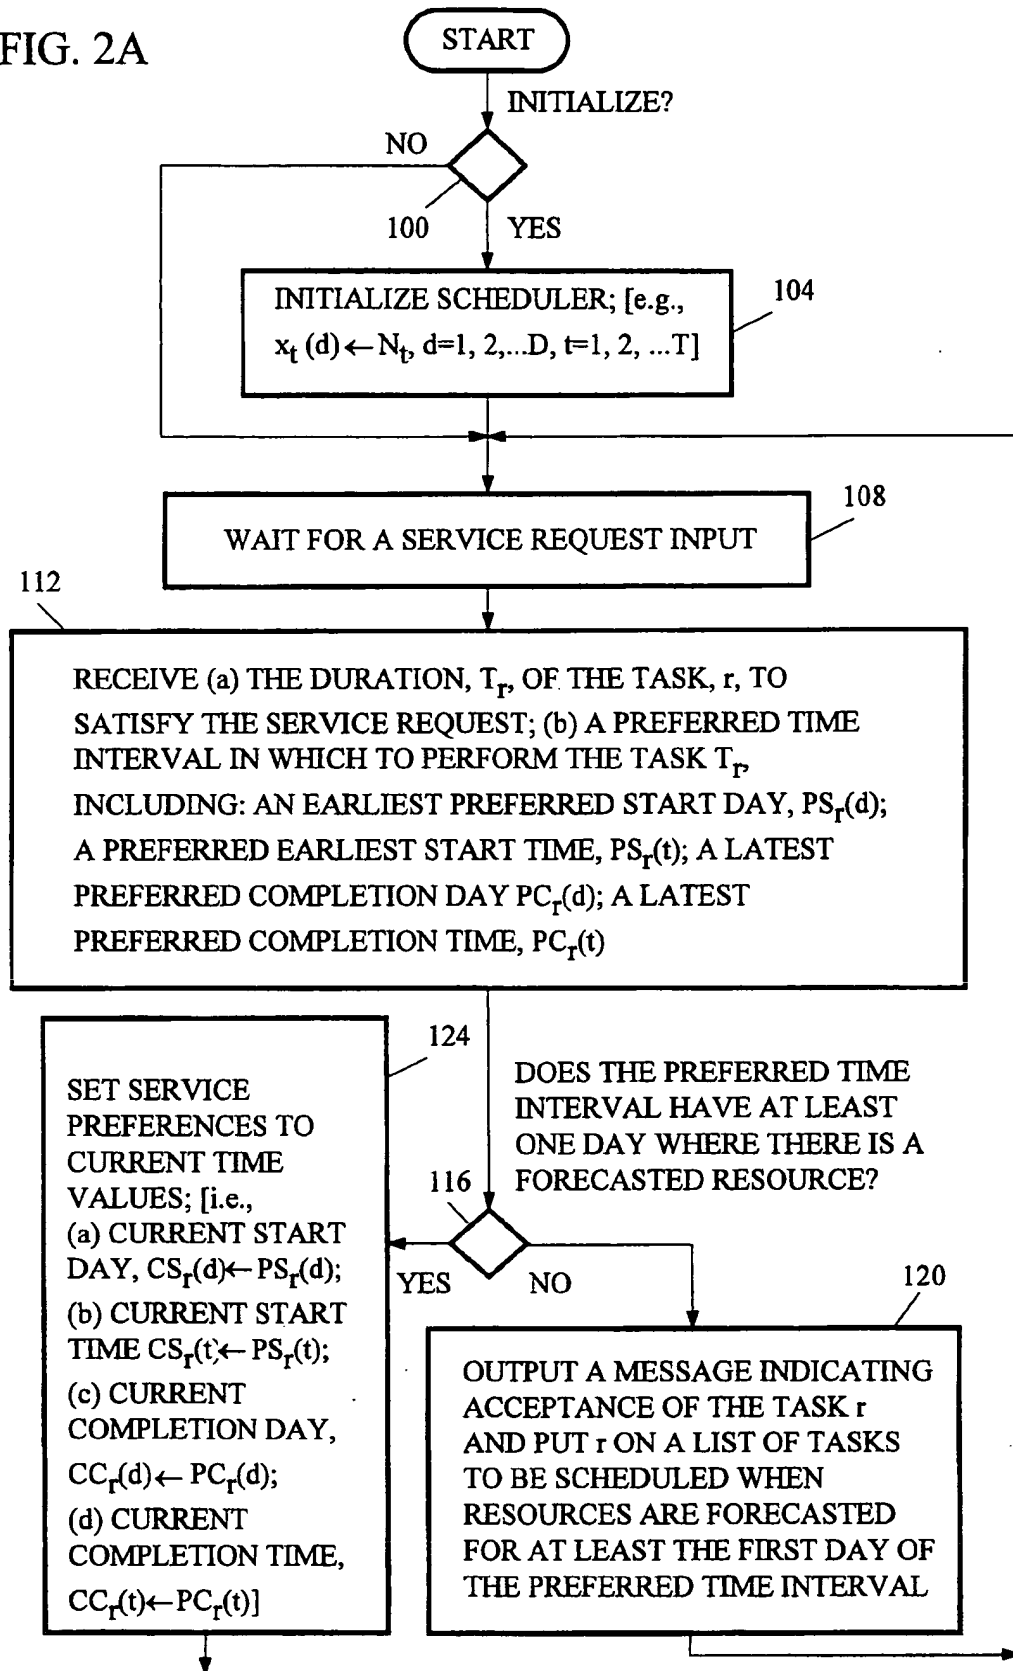 FIG. 2A
START
INITIALIZE?
NO
100
YES
INITIALIZE SCHEDULER; [e.g.,
x_t (d) ← N_t, d=1, 2,...D, t=1, 2, ...T]
104
WAIT FOR A SERVICE REQUEST INPUT
108
112
RECEIVE (a) THE DURATION, T_r, OF THE TASK, r, TO
SATISFY THE SERVICE REQUEST; (b) A PREFERRED TIME
INTERVAL IN WHICH TO PERFORM THE TASK T_r,
INCLUDING: AN EARLIEST PREFERRED START DAY, PS_r(d);
A PREFERRED EARLIEST START TIME, PS_r(t); A LATEST
PREFERRED COMPLETION DAY PC_r(d); A LATEST
PREFERRED COMPLETION TIME, PC_r(t)
124
SET SERVICE
PREFERENCES TO
CURRENT TIME
VALUES; [i.e.,
(a) CURRENT START
DAY, CS_r(d)← PS_r(d);
(b) CURRENT START
TIME CS_r(t)← PS_r(t);
(c) CURRENT
COMPLETION DAY,
CC_r(d)← PC_r(d);
(d) CURRENT
COMPLETION TIME,
CC_r(t)←PC_r(t)]
DOES THE PREFERRED TIME
INTERVAL HAVE AT LEAST
ONE DAY WHERE THERE IS A
FORECASTED RESOURCE?
116
YES
NO
120
OUTPUT A MESSAGE INDICATING
ACCEPTANCE OF THE TASK r
AND PUT r ON A LIST OF TASKS
TO BE SCHEDULED WHEN
RESOURCES ARE FORECASTED
FOR AT LEAST THE FIRST DAY OF
THE PREFERRED TIME INTERVAL